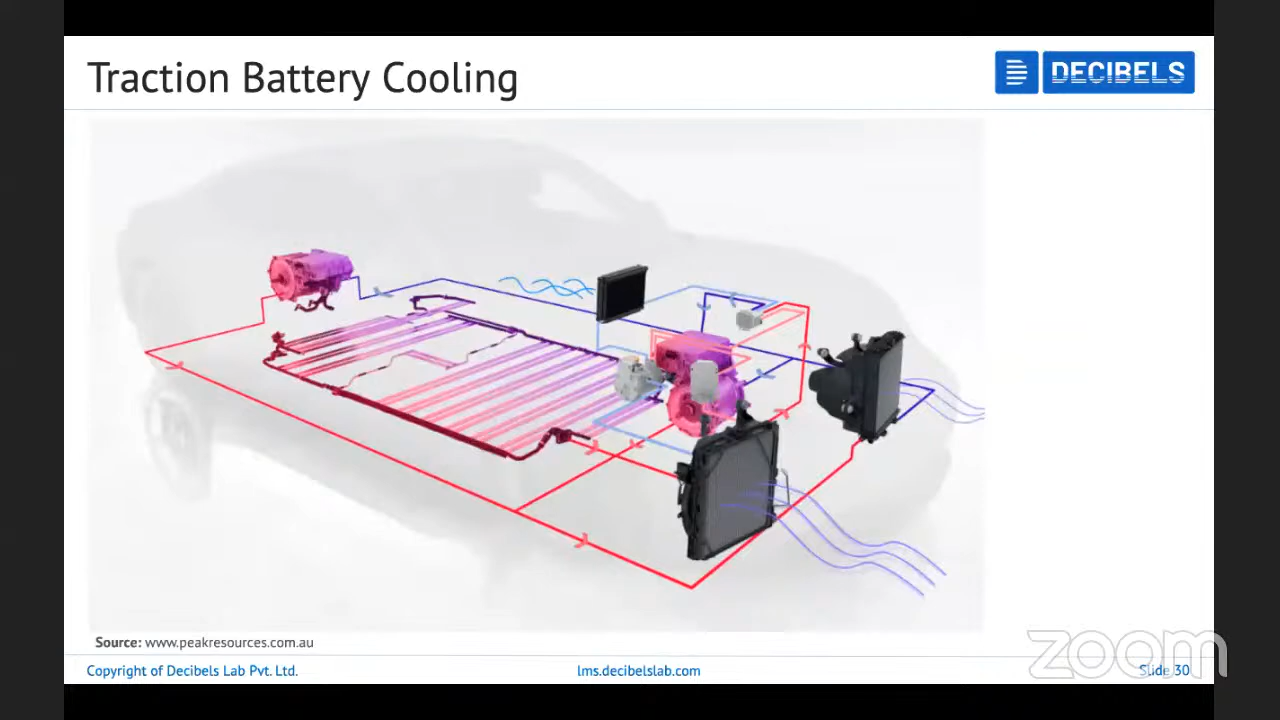 Traction Battery Cooling
DECIBELS
Source: www.peakresources.com.au
Copyright of Decibels Lab Pvt. Ltd.
lms.decibelslab.com
Slide 30
zoom